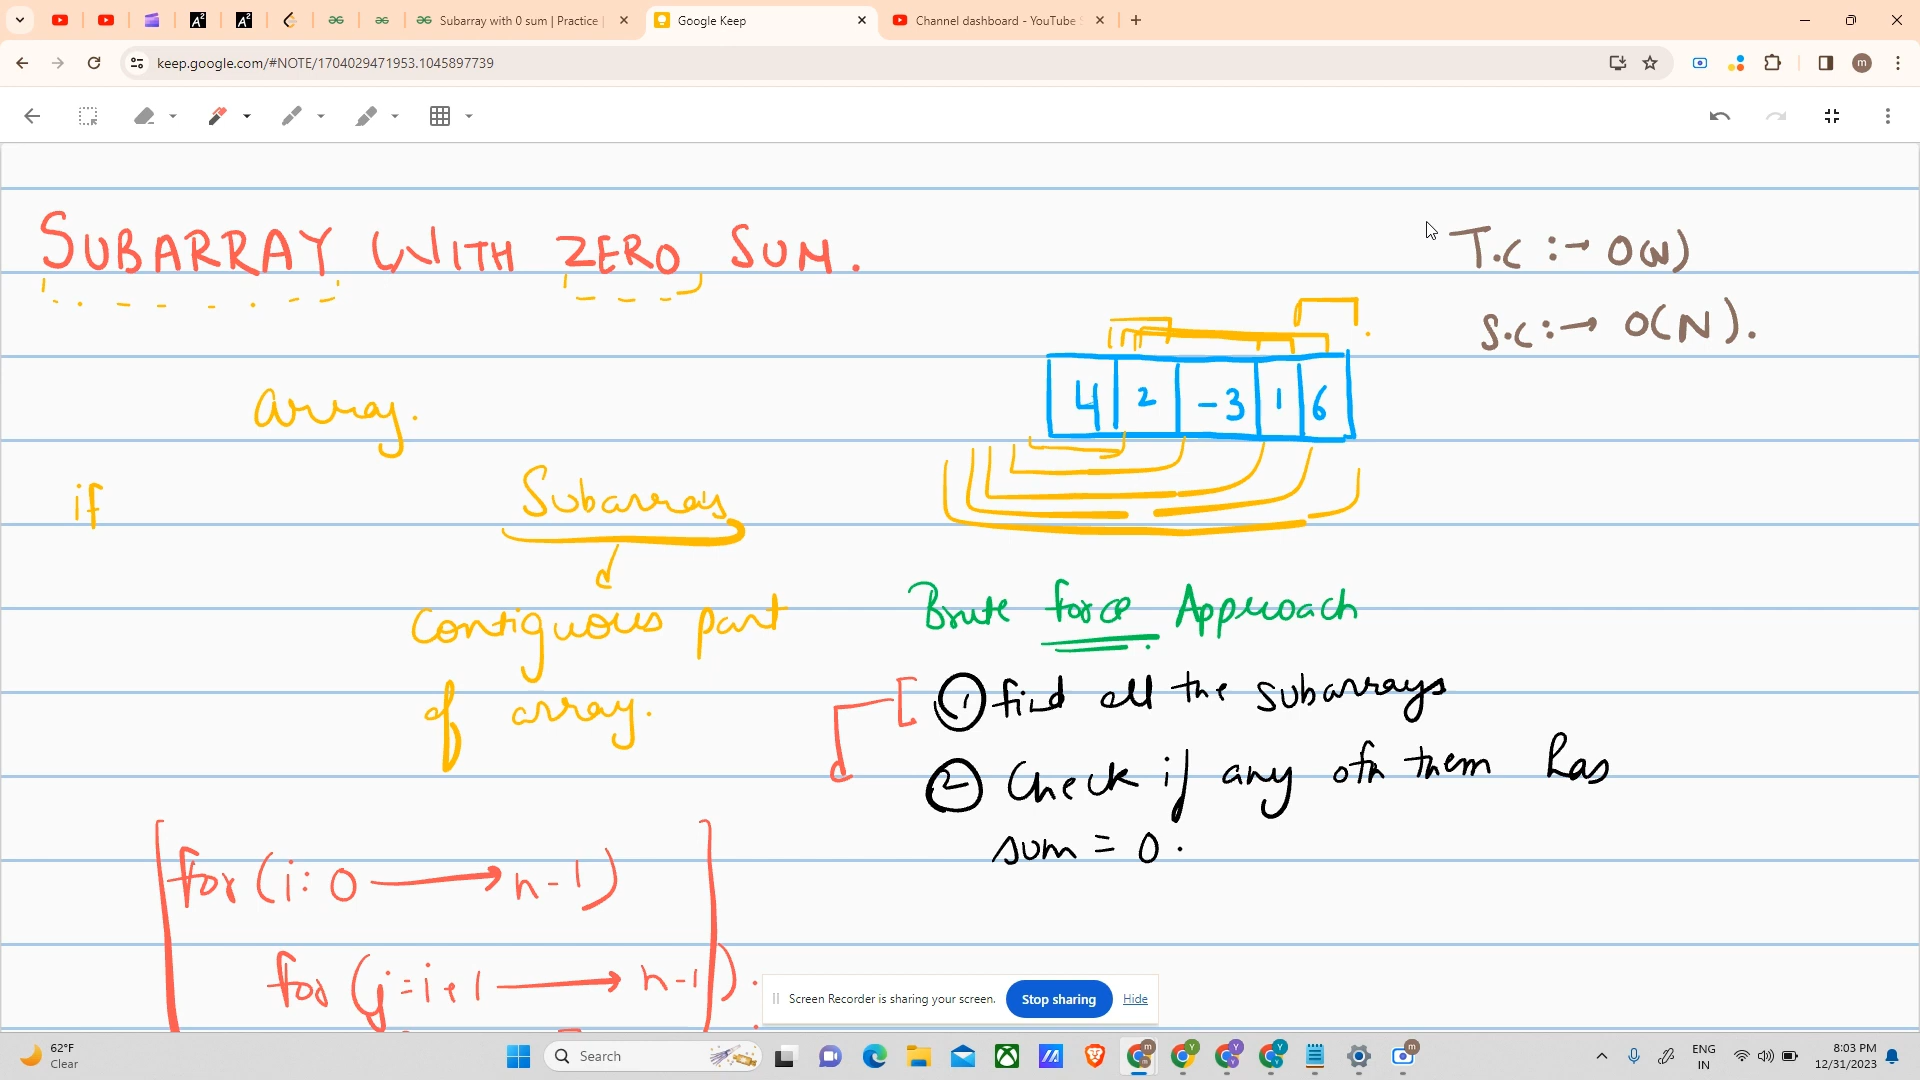 Subarray with 0 sum | Practice |
Google Keep
Channel dashboard - YouTube S
keep.google.com/#NOTE/1704029471953.1045897739
m
SUBARRAY WITH ZERO SUM.
T.C :→ O(N)
S.C :→ O(N).
array.
4 2 -3 1 6
if
Subarray
contiguous part
of array.
Brute force Approach
① find all the subarrays
② Check if any ofn them has
sum = 0.
for (i: 0 → n-1)
for (j=i+1 → n-1).
Screen Recorder is sharing your screen.
Stop sharing
Hide
62°F
Clear
Search
ENG
IN
8:03 PM
12/31/2023